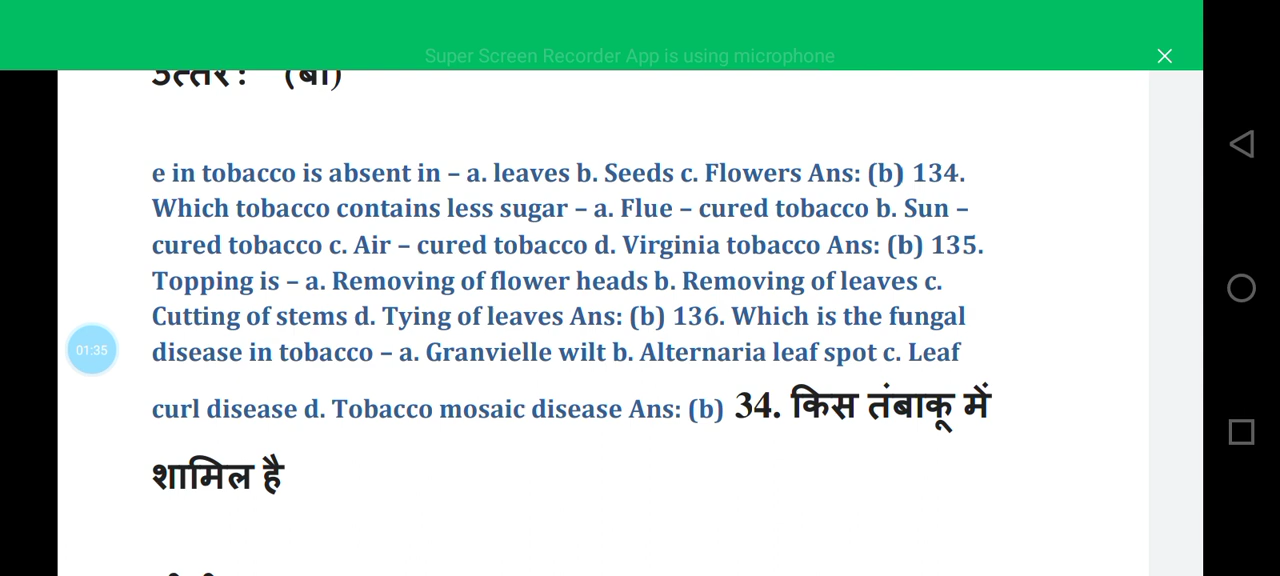 Super Screen Recorder App is using microphone
उत्तर: (बी)
e in tobacco is absent in – a. leaves b. Seeds c. Flowers Ans: (b) 134.
Which tobacco contains less sugar – a. Flue – cured tobacco b. Sun –
cured tobacco c. Air – cured tobacco d. Virginia tobacco Ans: (b) 135.
Topping is – a. Removing of flower heads b. Removing of leaves c.
Cutting of stems d. Tying of leaves Ans: (b) 136. Which is the fungal
01:35
disease in tobacco – a. Granvielle wilt b. Alternaria leaf spot c. Leaf
curl disease d. Tobacco mosaic disease Ans: (b) 34. किस तंबाकू में
शामिल है